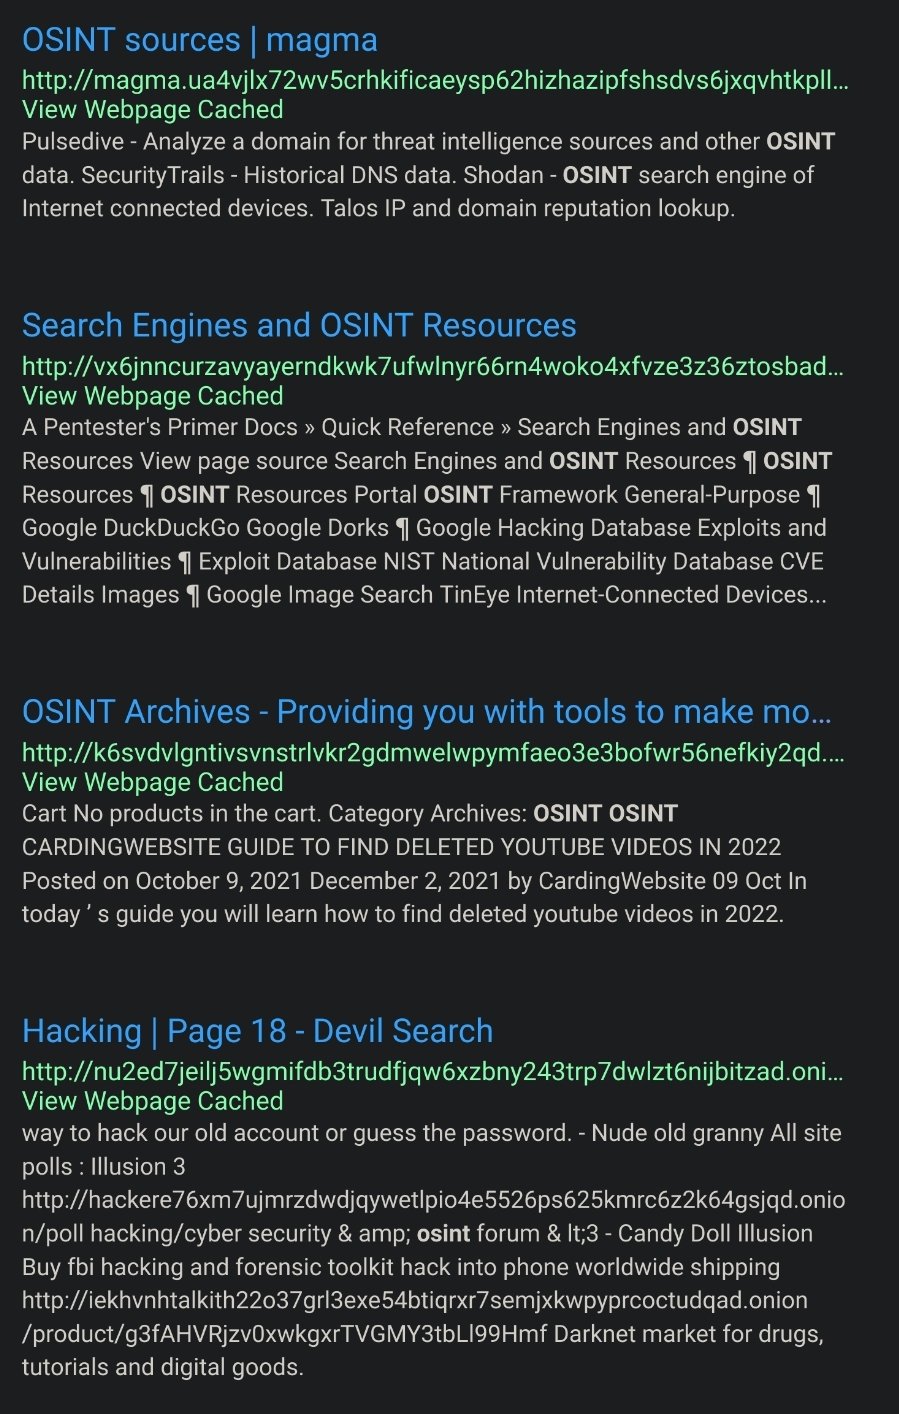 OSINT sources | magma
http://magma.ua4vjlx72wv5crhkificaeysp62hizhazipfshsdvs6jxqvhtkpll...
View Webpage Cached
Pulsedive - Analyze a domain for threat intelligence sources and other OSINT
data. SecurityTrails - Historical DNS data. Shodan - OSINT search engine of
Internet connected devices. Talos IP and domain reputation lookup.
Search Engines and OSINT Resources
http://vx6jnncurzavyayerndkwk7ufwlnyr66rn4woko4xfvze3z36ztosbad...
View Webpage Cached
A Pentester's Primer Docs » Quick Reference » Search Engines and OSINT
Resources View page source Search Engines and OSINT Resources ¶ OSINT
Resources ¶ OSINT Resources Portal OSINT Framework General-Purpose ¶
Google DuckDuckGo Google Dorks ¶ Google Hacking Database Exploits and
Vulnerabilities ¶ Exploit Database NIST National Vulnerability Database CVE
Details Images ¶ Google Image Search TinEye Internet-Connected Devices...
OSINT Archives - Providing you with tools to make mo...
http://k6svdvlgntivsvnstrlvkr2gdmwelwpymfaeo3e3bofwr56nefkiy2qd....
View Webpage Cached
Cart No products in the cart. Category Archives: OSINT OSINT
CARDINGWEBSITE GUIDE TO FIND DELETED YOUTUBE VIDEOS IN 2022
Posted on October 9, 2021 December 2, 2021 by CardingWebsite 09 Oct In
today ’ s guide you will learn how to find deleted youtube videos in 2022.
Hacking | Page 18 - Devil Search
http://nu2ed7jeilj5wgmifdb3trudfjqw6xzbny243trp7dwlzt6nijbitzad.oni...
View Webpage Cached
way to hack our old account or guess the password. - Nude old granny All site
polls : Illusion 3
http://hackere76xm7ujmrzdwdjqywetlpio4e5526ps625kmrc6z2k64gsjqd.onio
n/poll hacking/cyber security & amp; osint forum & lt;3 - Candy Doll Illusion
Buy fbi hacking and forensic toolkit hack into phone worldwide shipping
http://iekhvnhtalkith22o37grl3exe54btiqrxr7semjxkwpyprcoctudqad.onion
/product/g3fAHVRjzv0xwkgxrTVGMY3tbLl99Hmf Darknet market for drugs,
tutorials and digital goods.